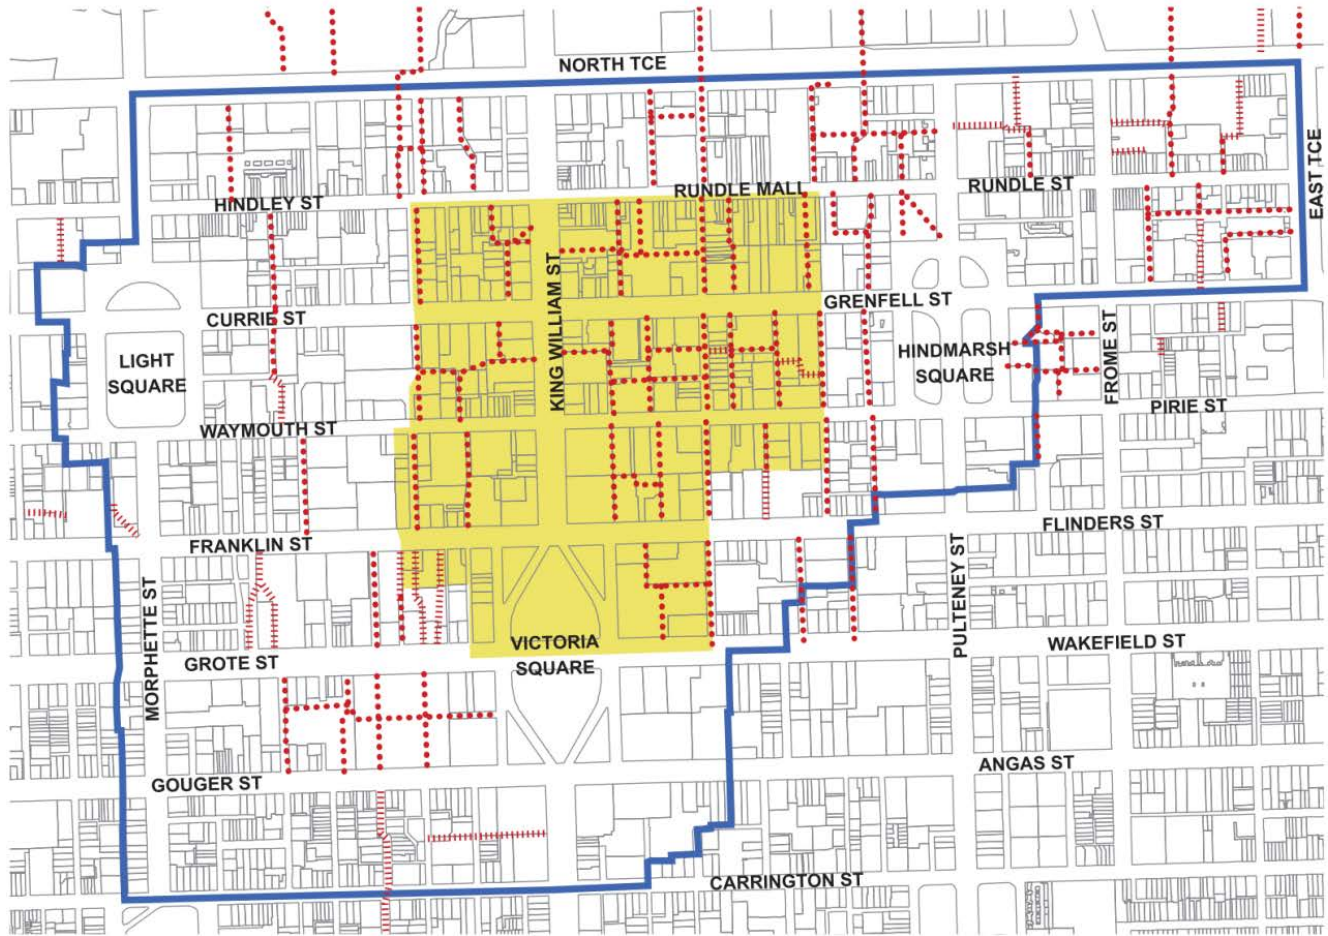 NORTH TCE
EAST TCE
RUNDLE MALL
RUNDLE ST
HINDLEY ST
KING WILLIAM ST
GRENFELL ST
CURRIE ST
LIGHT
SQUARE
HINDMARSH
SQUARE
FROME ST
PIRIE ST
WAYMOUTH ST
FLINDERS ST
FRANKLIN ST
PULTENEY ST
MORPHETTE ST
VICTORIA
SQUARE
WAKEFIELD ST
GROTE ST
ANGAS ST
GOUGER ST
CARRINGTON ST